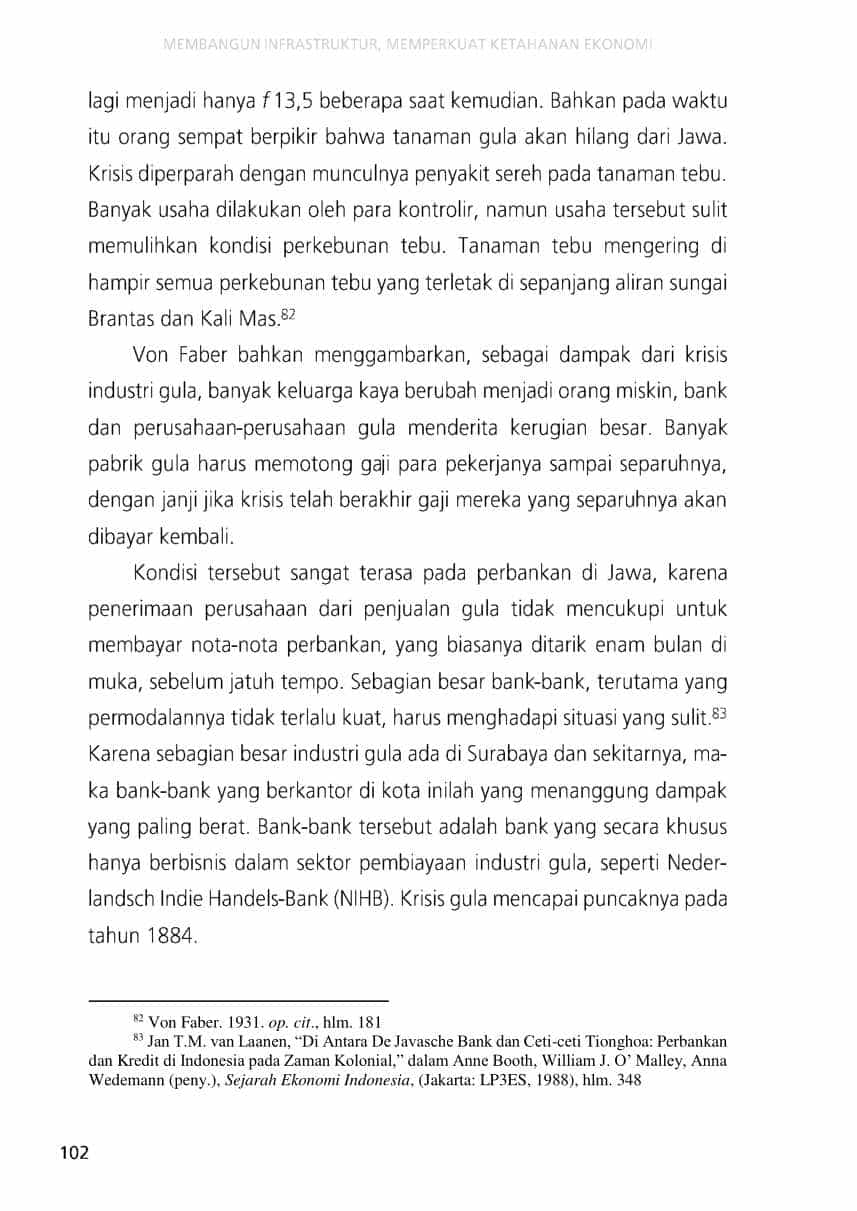 MEMBANGUN INFRASTRUKTUR, MEMPERKUAT KETAHANAN EKONOMI
lagi menjadi hanya f 13,5 beberapa saat kemudian. Bahkan pada waktu
itu orang sempat berpikir bahwa tanaman gula akan hilang dari Jawa.
Krisis diperparah dengan munculnya penyakit sereh pada tanaman tebu.
Banyak usaha dilakukan oleh para kontrolir, namun usaha tersebut sulit
memulihkan kondisi perkebunan tebu. Tanaman tebu mengering di
hampir semua perkebunan tebu yang terletak di sepanjang aliran sungai
Brantas dan Kali Mas.82
Von Faber bahkan menggambarkan, sebagai dampak dari krisis
industri gula, banyak keluarga kaya berubah menjadi orang miskin, bank
dan perusahaan-perusahaan gula menderita kerugian besar. Banyak
pabrik gula harus memotong gaji para pekerjanya sampai separuhnya,
dengan janji jika krisis telah berakhir gaji mereka yang separuhnya akan
dibayar kembali.
Kondisi tersebut sangat terasa pada perbankan di Jawa, karena
penerimaan perusahaan dari penjualan gula tidak mencukupi untuk
membayar nota-nota perbankan, yang biasanya ditarik enam bulan di
muka, sebelum jatuh tempo. Sebagian besar bank-bank, terutama yang
permodalannya tidak terlalu kuat, harus menghadapi situasi yang sulit.83
Karena sebagian besar industri gula ada di Surabaya dan sekitarnya, ma-
ka bank-bank yang berkantor di kota inilah yang menanggung dampak
yang paling berat. Bank-bank tersebut adalah bank yang secara khusus
hanya berbisnis dalam sektor pembiayaan industri gula, seperti Neder-
landsch Indie Handels-Bank (NIHB). Krisis gula mencapai puncaknya pada
tahun 1884.
82 Von Faber. 1931. op. cit., hlm. 181
83 Jan T.M. van Laanen, “Di Antara De Javasche Bank dan Ceti-ceti Tionghoa: Perbankan
dan Kredit di Indonesia pada Zaman Kolonial,” dalam Anne Booth, William J. O’ Malley, Anna
Wedemann (peny.), Sejarah Ekonomi Indonesia, (Jakarta: LP3ES, 1988), hlm. 348
102